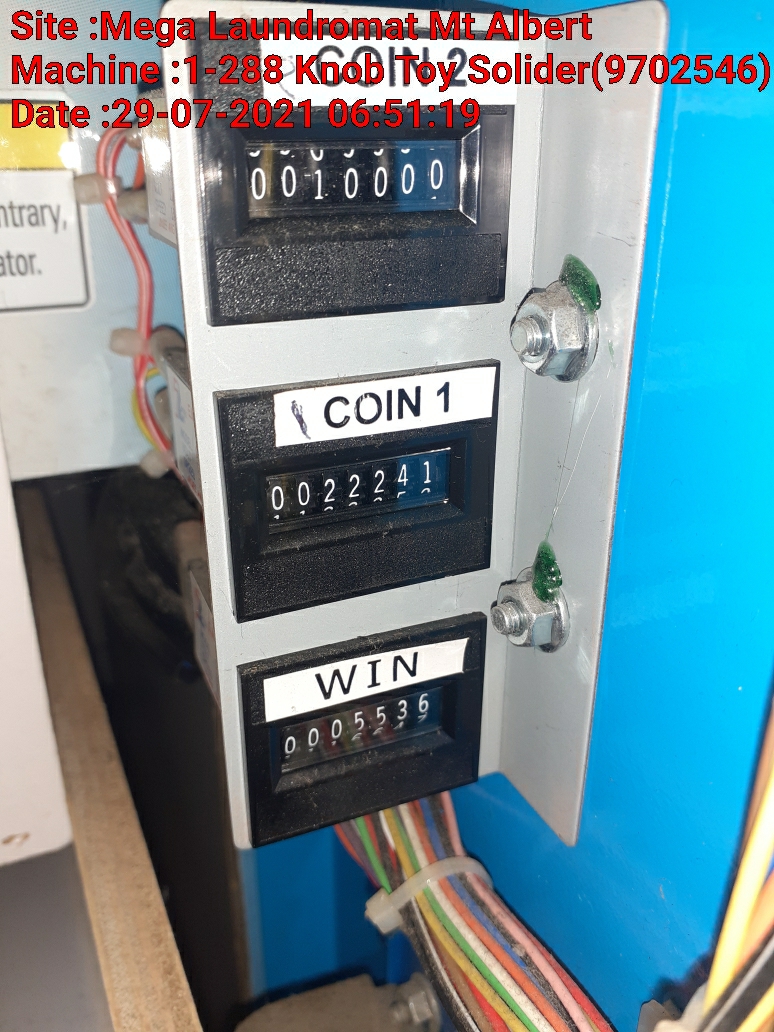 Site :Mega Laundromat Mt Albert
Machine :1-288 Knob Toy Solider(9702546)
Date :29-07-2021 06:51:19
COIN 2
0010000
ntrary,
ator.
COIN 1
0022241
WIN
0005536